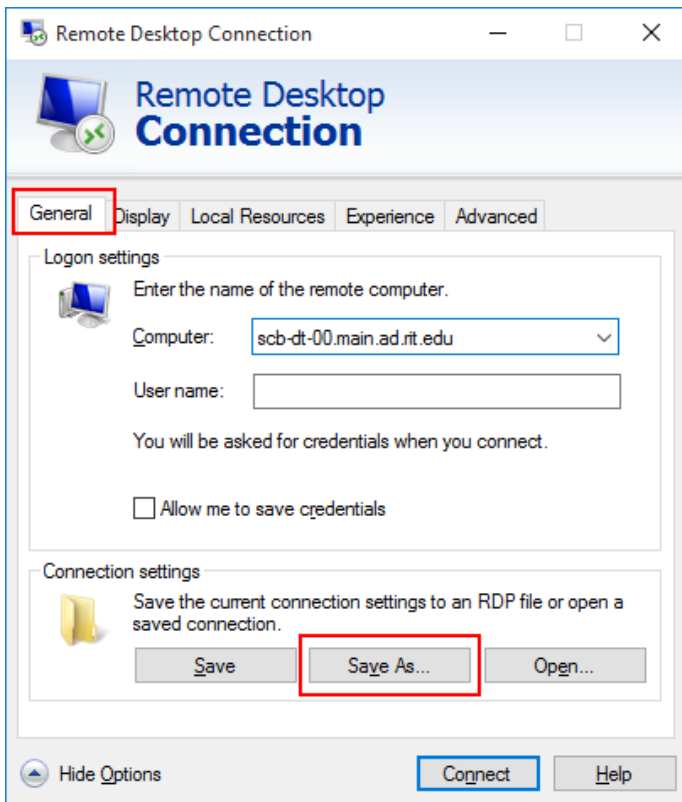 Remote Desktop Connection
Remote Desktop
Connection
General Display Local Resources Experience Advanced
Logon settings
Enter the name of the remote computer.
Computer: scb-dt-00.main.ad.rit.edu
User name:
You will be asked for credentials when you connect.
Allow me to save credentials
Connection settings
Save the current connection settings to an RDP file or open a
saved connection.
Save Save As... Open...
Hide Options Connect Help